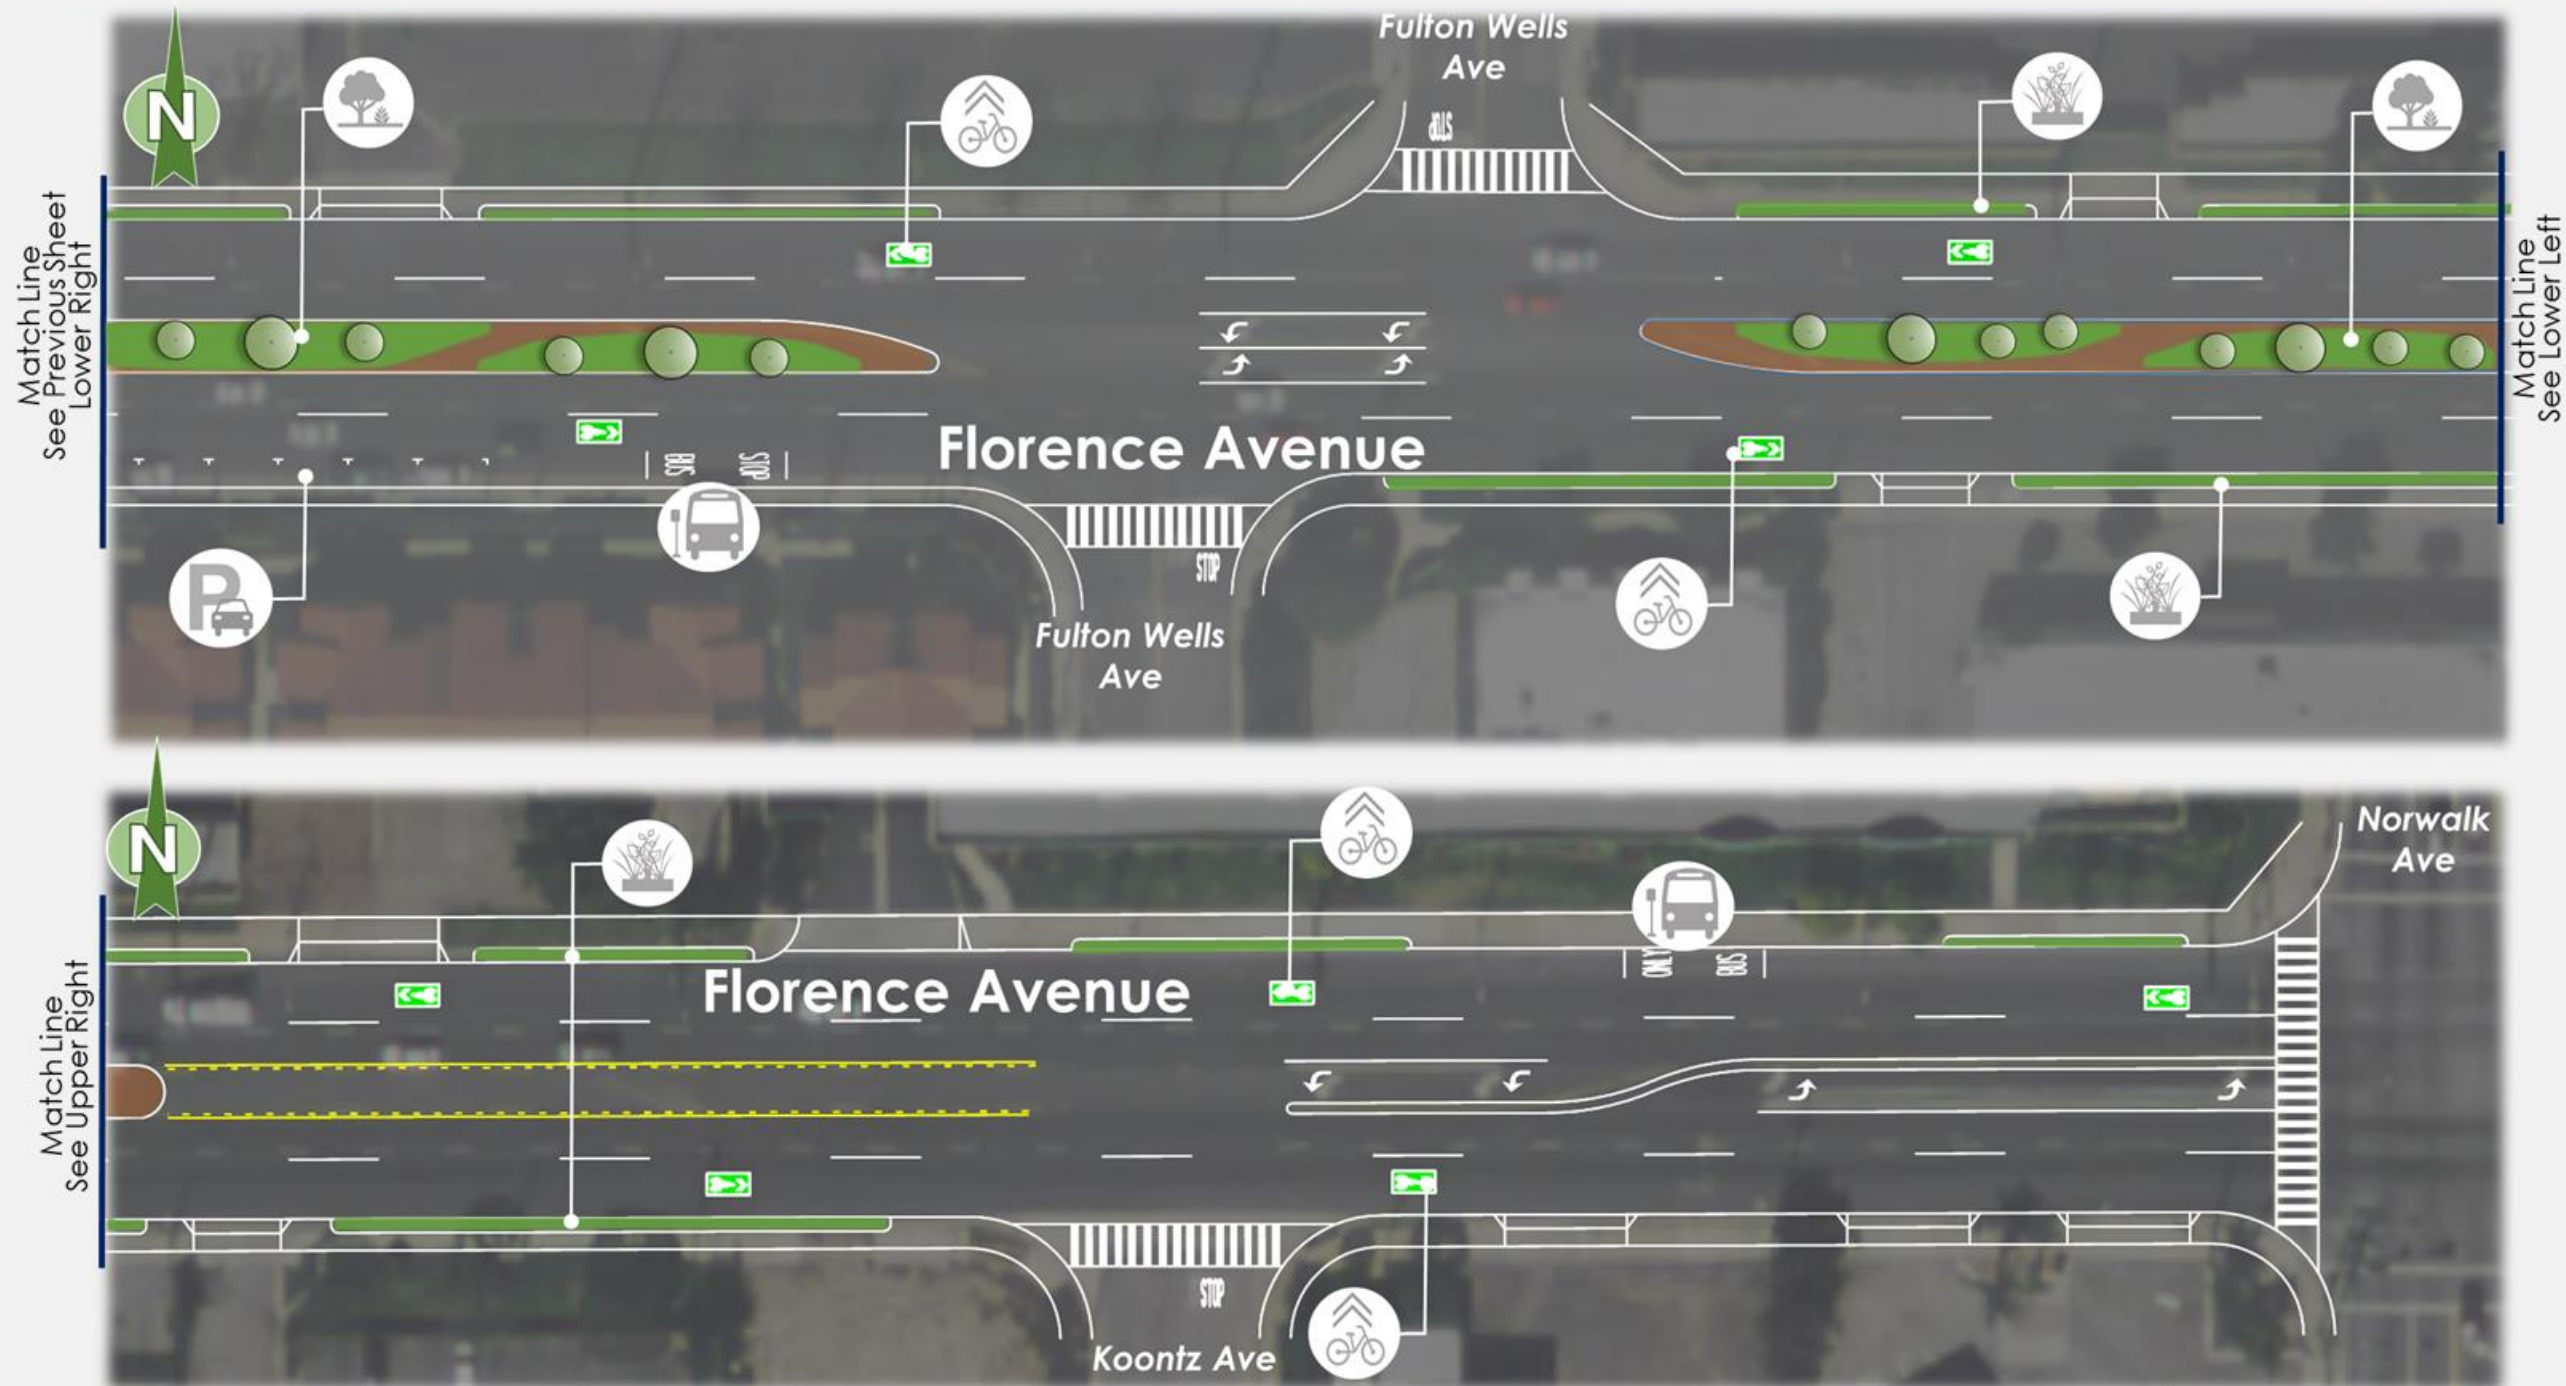 Fulton Wells
Ave
N
STOP
Match Line
See Previous Sheet
Lower Right
Match Line
See Lower Left
Florence Avenue
BUS
STOP
STOP
P
Fulton Wells
Ave
N
Norwalk
Ave
Match Line
See Upper Right
Florence Avenue
ONLY
BUS
STOP
Koontz Ave